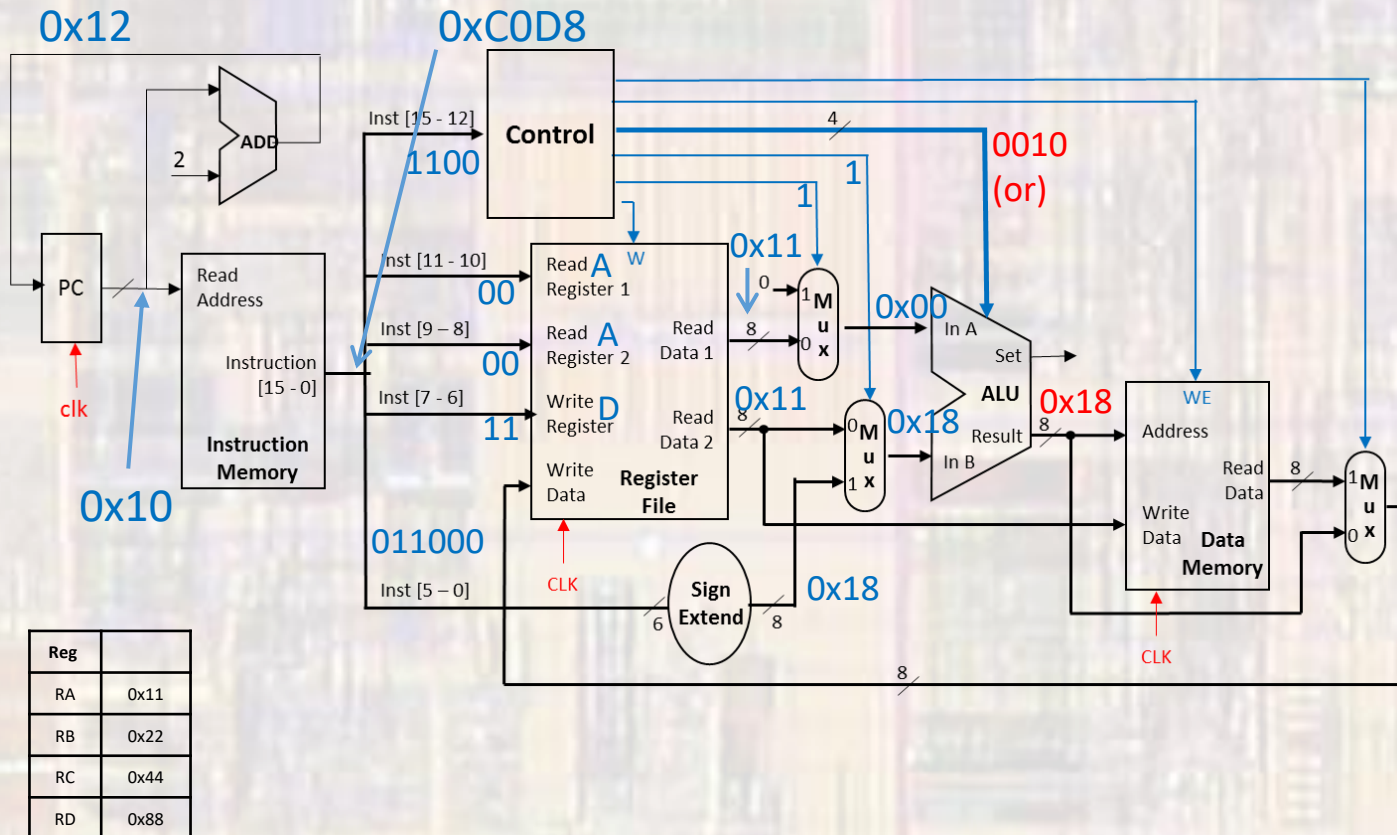 0x12
0xC0D8
ADD
2
PC
clk
0x10
Read
Address
Instruction
[15 - 0]
Instruction
Memory
Inst [15 - 12]
1100
Control
4
0010
(or)
1
1
Inst [11 - 10]
00
Inst [9 – 8]
00
Inst [7 - 6]
11
011000
Inst [5 – 0]
6
Read A
Register 1
W
Read A
Register 2
Write D
Register
Write
Data
Read
Data 1
Read
Data 2
Register
File
CLK
0x11
8
0x11
8
0
1
0
M
u
x
0x00
0
1
M
u
x
0x18
Sign
Extend
8
0x18
In A
Set
ALU
Result
In B
0x18
8
WE
Address
Read
Data
Write
Data
Data
Memory
CLK
8
1
0
M
u
x
8
Reg
RA 0x11
RB 0x22
RC 0x44
RD 0x88